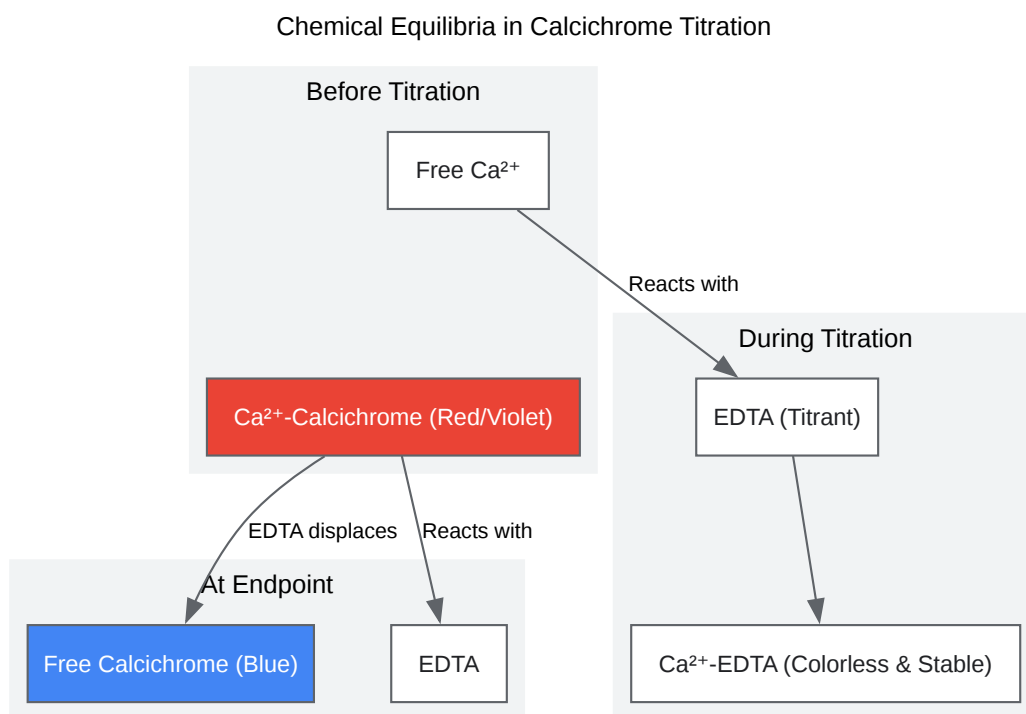 Chemical Equilibria in Calcichrome Titration
Before Titration
Free Ca²⁺
Reacts with
During Titration
Ca²⁺-Calcichrome (Red/Violet)
EDTA (Titrant)
EDTA displaces
Reacts with
At Endpoint
Free Calcichrome (Blue)
EDTA
Ca²⁺-EDTA (Colorless & Stable)